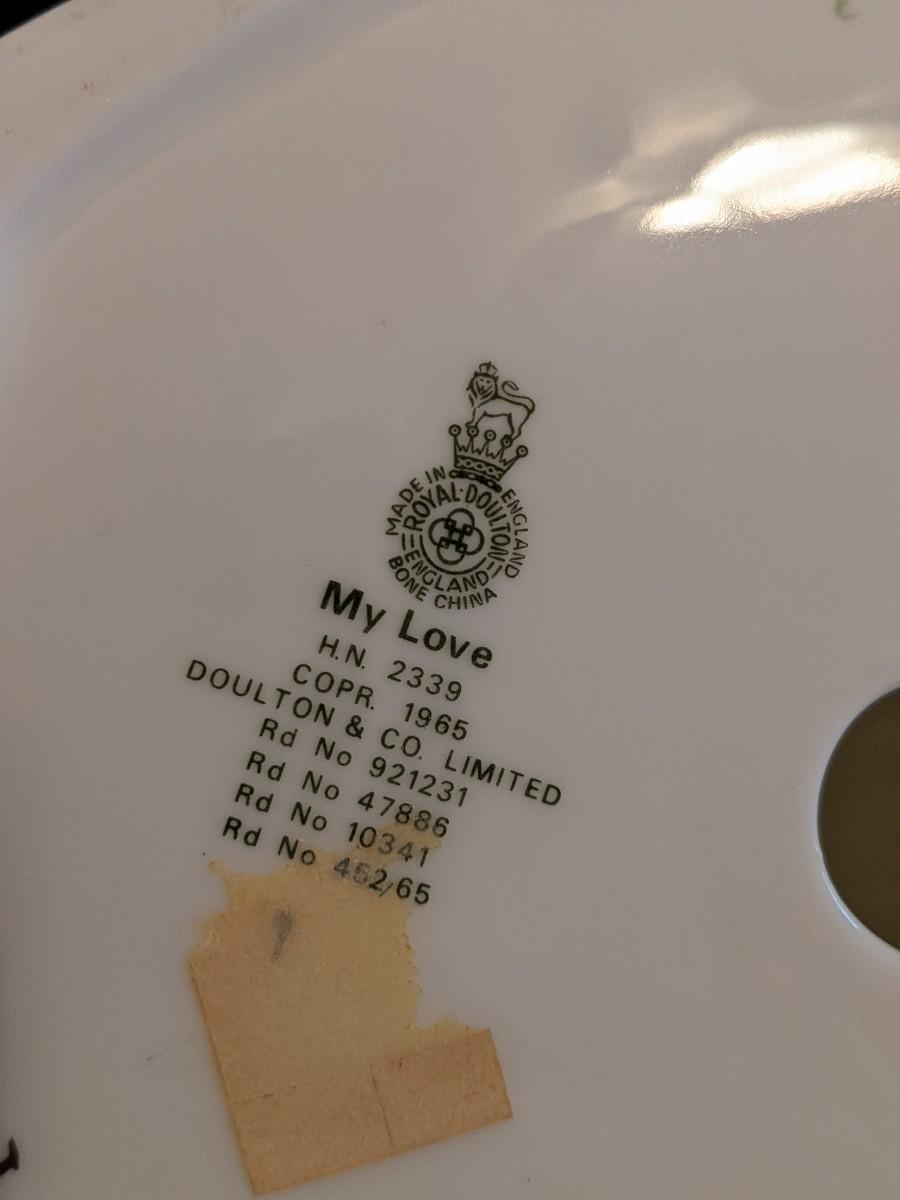 MADE IN ENGLAND
ROYAL·DOULTON
ENGLAND
BONE CHINA
My Love
H.N. 2339
COPR. 1965
DOULTON & CO. LIMITED
Rd No 921231
Rd No 47886
Rd No 10341
Rd No 452/65